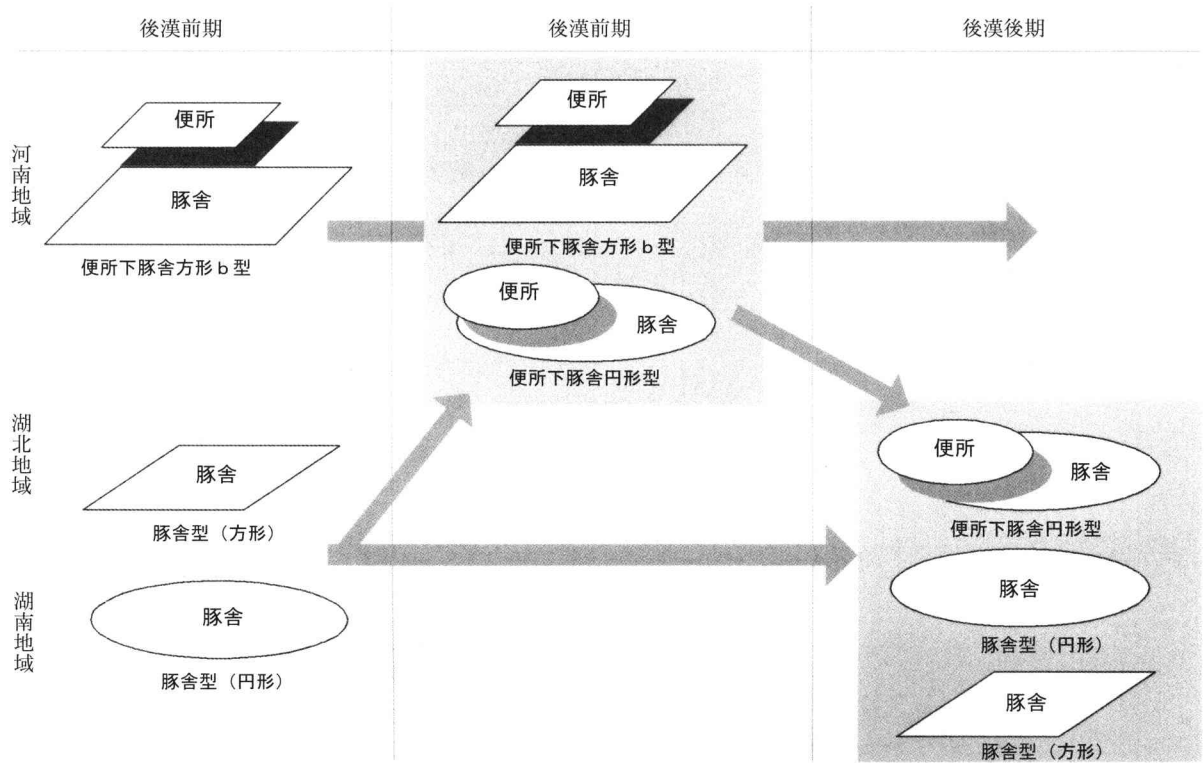 後漢前期
後漢前期
後漢後期
河南地域
便所
豚舎
便所下豚舎方形b型
便所
豚舎
便所下豚舎方形b型
便所
豚舎
便所下豚舎円形型
湖北地域
豚舎
豚舎型（方形）
湖南地域
豚舎
豚舎型（円形）
便所
豚舎
便所下豚舎円形型
豚舎
豚舎型（円形）
豚舎
豚舎型（方形）